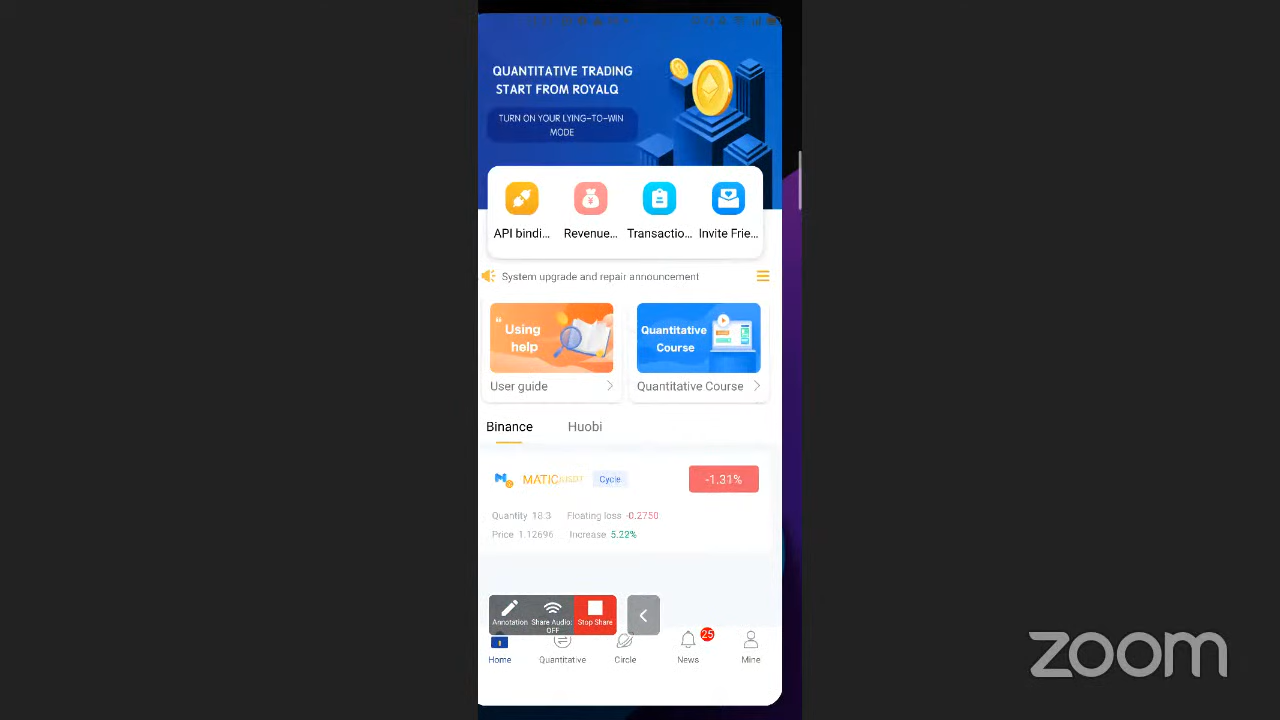 QUANTITATIVE TRADING
START FROM ROYALQ
TURN ON YOUR LYING-TO-WIN
MODE
API bindi... Revenue... Transactio... Invite Frie...
System upgrade and repair announcement
Using
help
Quantitative
Course
User guide
Quantitative Course
Binance Huobi
MATIC/USDT Cycle -1.31%
Quantity 18.3 Floating loss -0.2750
Price 1.12696 Increase 5.22%
Annotation Share Audio: OFF Stop Share
25
Home Quantitative Circle News Mine
zoom